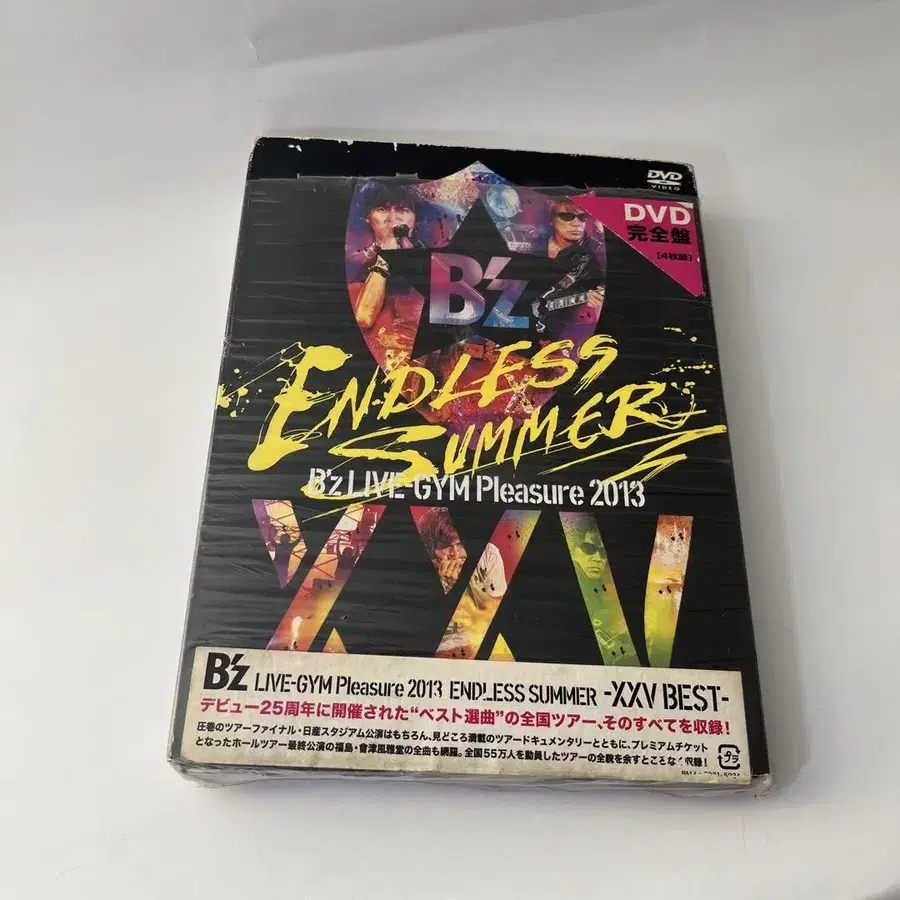 DVD
VIDEO
DVD
完全盤
[4枚組]
B'z
ENDLESS
SUMMER
B'z LIVE-GYM Pleasure 2013
XXV
B'z LIVE-GYM Pleasure 2013 ENDLESS SUMMER -XXV BEST-
デビュー25周年に開催された“ベスト選曲”の全国ツアー、そのすべてを収録!
圧巻のツアーファイナル・日産スタジアム公演はもちろん、見どころ満載のツアードキュメンタリーとともに、プレミアムチケット
となったホールツアー最終公演の福島・會津風雅堂の全曲も網羅。全国55万人を動員したツアーの全貌を余すところなく収録!
プラ